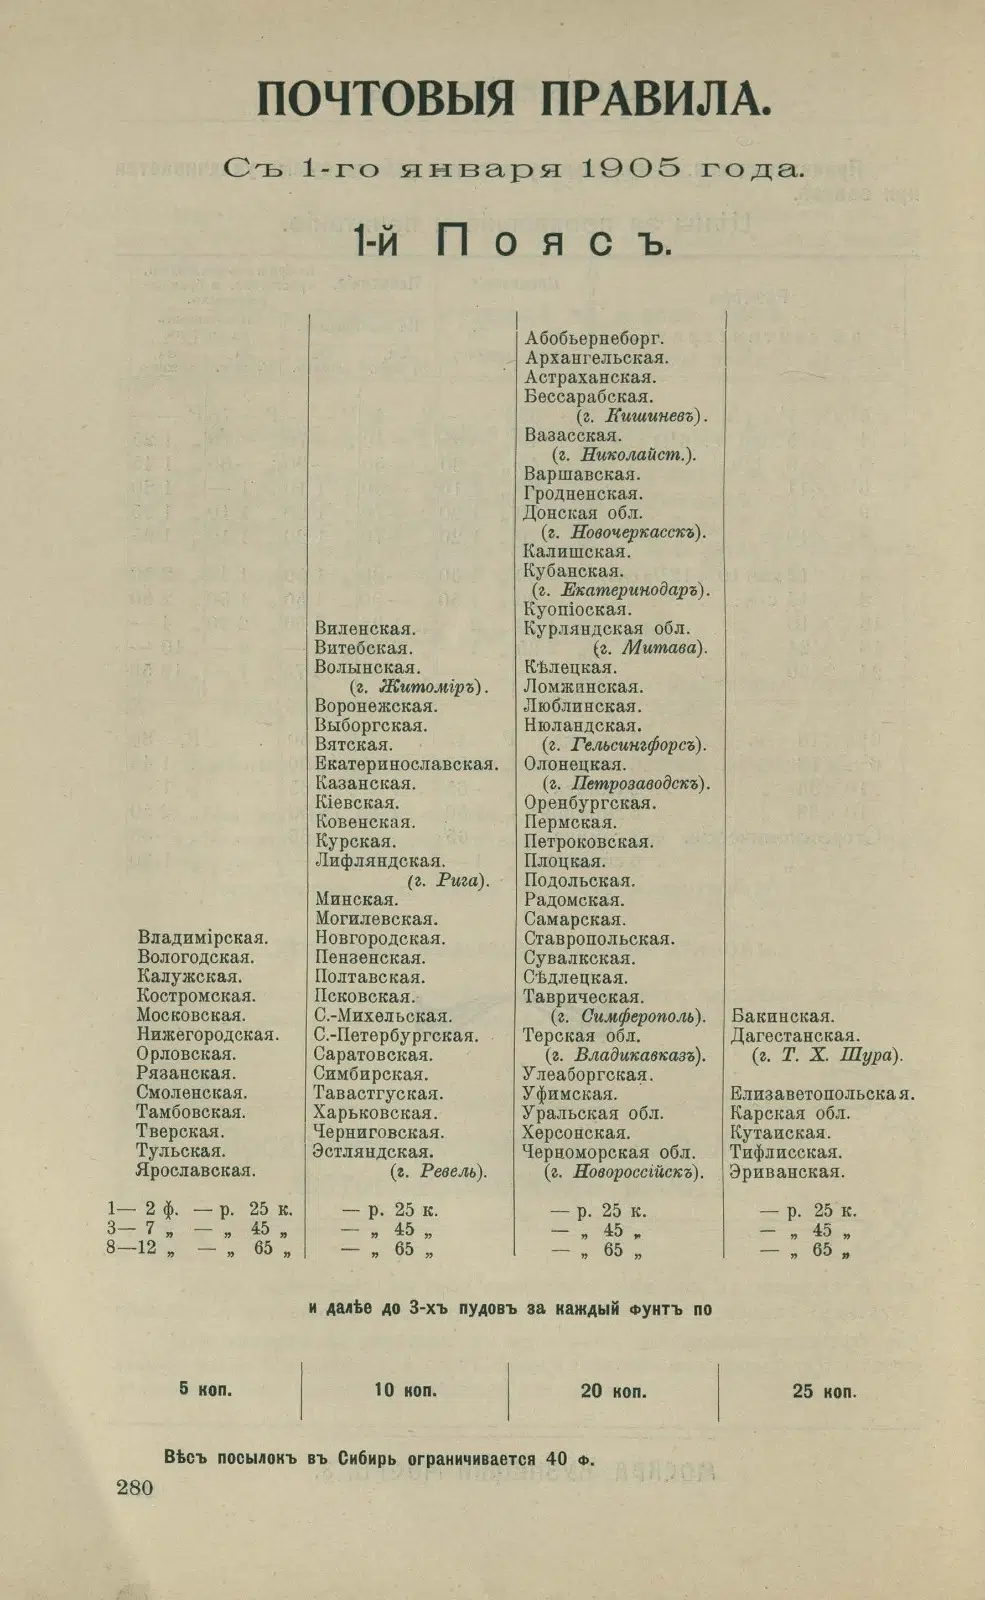 ПОЧТОВЫЯ ПРАВИЛА.
Съ 1-го января 1905 года.
1-й Поясъ.
Владимірская.
Вологодская.
Калужская.
Костромская.
Московская.
Нижегородская.
Орловская.
Рязанская.
Смоленская.
Тамбовская.
Тверская.
Тульская.
Ярославская.
1— 2 ф. — р. 25 к.
3— 7 „ — „ 45 „
8—12 „ — „ 65 „
Виленская.
Витебская.
Волынская.
(г. Житоміръ).
Воронежская.
Выборгская.
Вятская.
Екатеринославская.
Казанская.
Кіевская.
Ковенская.
Курская.
Лифляндская.
(г. Рига).
Минская.
Могилевская.
Новгородская.
Пензенская.
Полтавская.
Псковская.
С.-Михельская.
С.-Петербургская.
Саратовская.
Симбирская.
Тавастгуская.
Харьковская.
Черниговская.
Эстляндская.
(г. Ревель).
— р. 25 к.
— „ 45 „
— „ 65 „
Абобьернеборг.
Архангельская.
Астраханская.
Бессарабская.
(г. Кишиневъ).
Вазасская.
(г. Николайст.).
Варшавская.
Гродненская.
Донская обл.
(г. Новочеркасскъ).
Калишская.
Кубанская.
(г. Екатеринодаръ).
Куопіоская.
Курляндская обл.
(г. Митава).
Кѣлецкая.
Ломжинская.
Люблинская.
Нюландская.
(г. Гельсингфорсъ).
Олонецкая.
(г. Петрозаводскъ).
Оренбургская.
Пермская.
Петроковская.
Плоцкая.
Подольская.
Радомская.
Самарская.
Ставропольская.
Сувалкская.
Сѣдлецкая.
Таврическая.
(г. Симферополь).
Терская обл.
(г. Владикавказъ).
Улеаборгская.
Уфимская.
Уральская обл.
Херсонская.
Черноморская обл.
(г. Новороссійскъ).
— р. 25 к.
— „ 45 „
— „ 65 „
Бакинская.
Дагестанская.
(г. Т. Х. Шура).
Елизаветопольская.
Карская обл.
Кутаиская.
Тифлисская.
Эриванская.
— р. 25 к.
— „ 45 „
— „ 65 „
и далѣе до 3-хъ пудовъ за каждый фунтъ по
5 коп.
10 коп.
20 коп.
25 коп.
Вѣсъ посылокъ въ Сибирь ограничивается 40 ф.
280